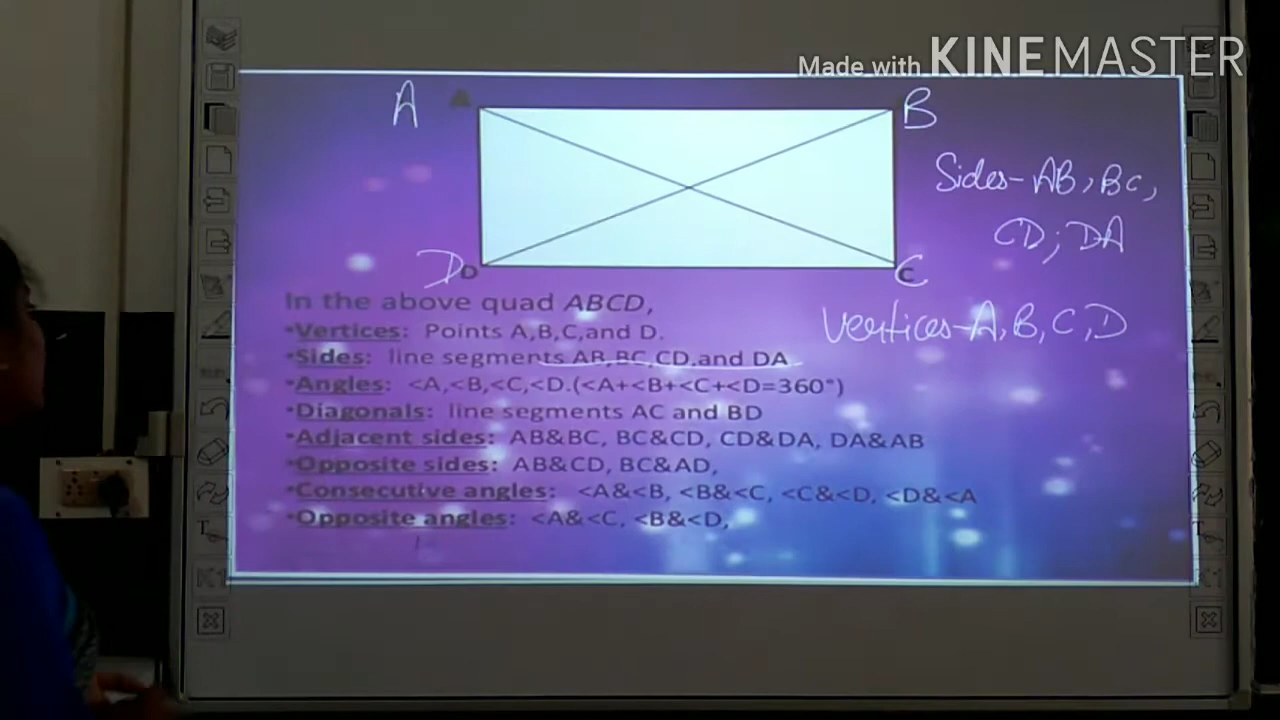 Made with KINEMASTER
A A B
Sides- AB, BC,
CD; DA
D D C C
In the above quad ABCD,
Vertices- A, B, C, D
•Vertices: Points A,B,C,and D.
•Sides: line segments AB,BC,CD,and DA
•Angles: <A,<B,<C,<D.(<A+<B+<C+<D=360°)
•Diagonals: line segments AC and BD
•Adjacent sides: AB&BC, BC&CD, CD&DA, DA&AB
•Opposite sides: AB&CD, BC&AD,
•Consecutive angles: <A&<B, <B&<C, <C&<D, <D&<A
•Opposite angles: <A&<C, <B&<D,